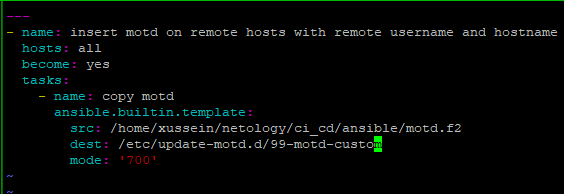 ---
- name: insert motd on remote hosts with remote username and hostname
  hosts: all
  become: yes
  tasks:
    - name: copy motd
      ansible.builtin.template:
        src: /home/xussein/netology/ci_cd/ansible/motd.f2
        dest: /etc/update-motd.d/99-motd-custom
        mode: '700'
~
~